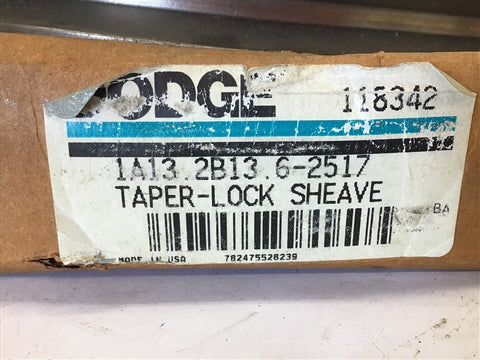 DODGE 118342
1A13.2B13.6-2517
TAPER-LOCK SHEAVE
BA
MADE IN USA 782475528239